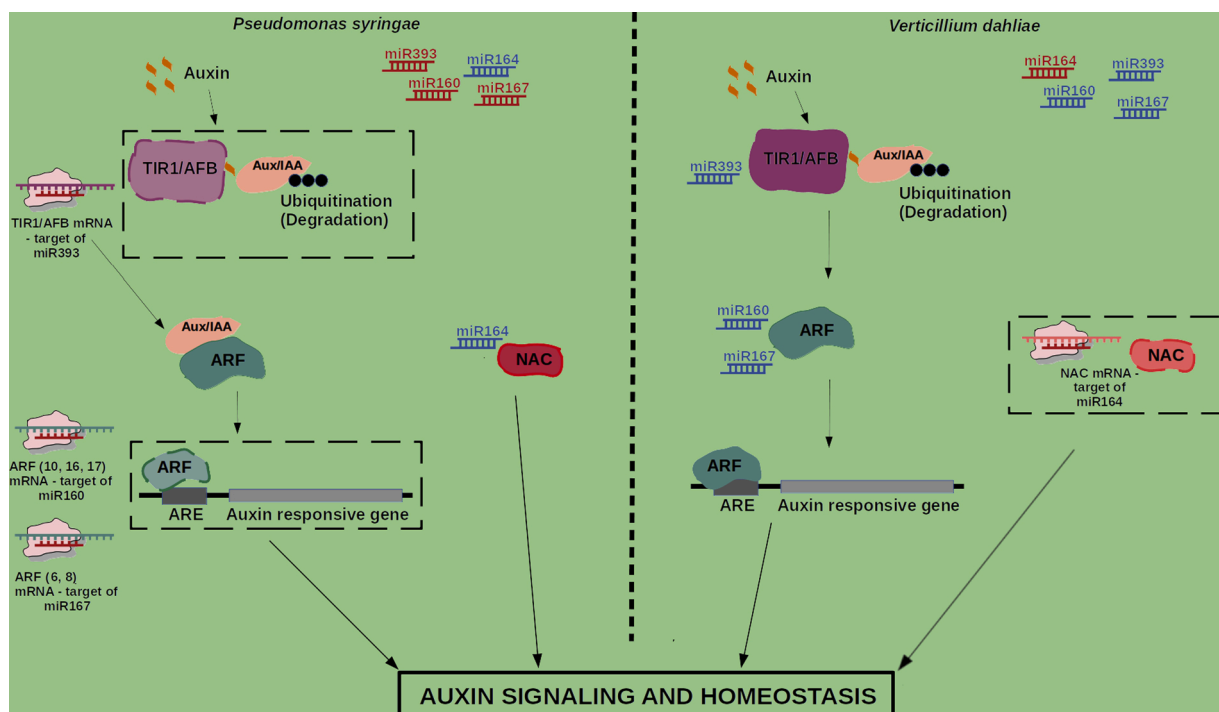 Pseudomonas syringae
miR393
miR164
miR160
miR167
Auxin
TIR1/AFB
Aux/IAA
Ubiquitination
(Degradation)
TIR1/AFB mRNA
- target of
miR393
Aux/IAA
ARF
miR164
NAC
ARF (10, 16, 17)
mRNA - target of
miR160
ARF
ARE
Auxin responsive gene
ARF (6, 8)
mRNA - target of
miR167
Verticillium dahliae
miR164
miR393
miR160
miR167
Auxin
miR393
TIR1/AFB
Aux/IAA
Ubiquitination
(Degradation)
miR160
miR167
ARF
NAC
NAC mRNA -
target of
miR164
ARF
ARE
Auxin responsive gene
AUXIN SIGNALING AND HOMEOSTASIS